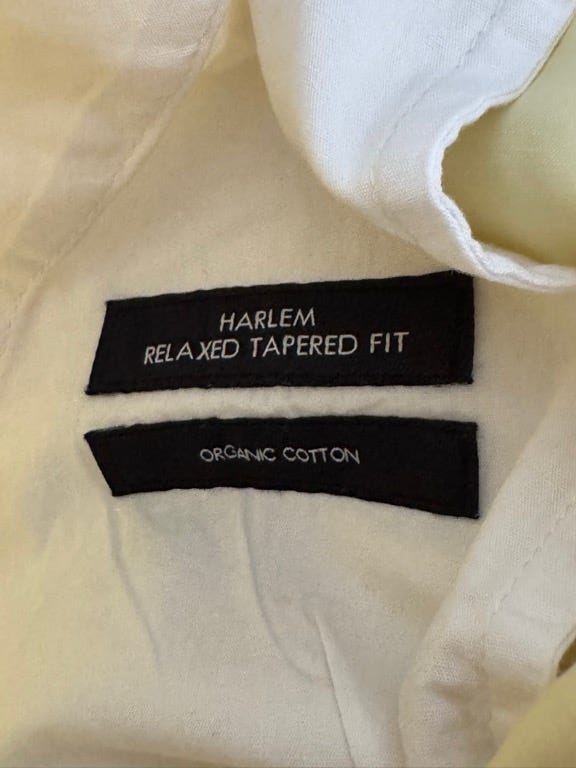 HARLEM
RELAXED TAPERED FIT
ORGANIC COTTON